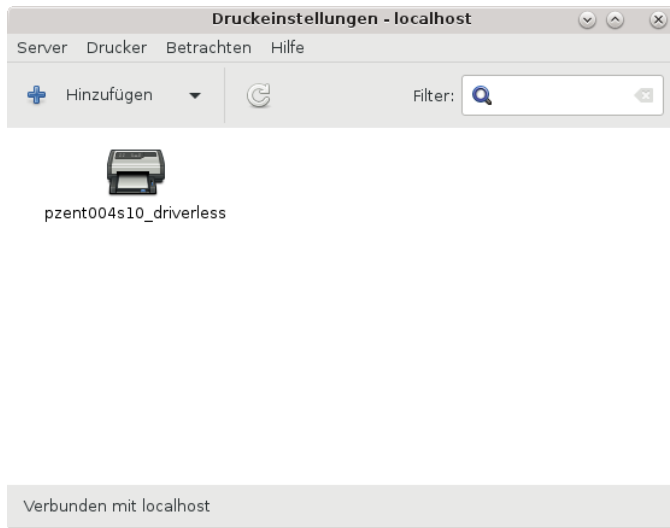 Druckeinstellungen - localhost
Server Drucker Betrachten Hilfe
Hinzufügen Filter:
pzent004s10_driverless
Verbunden mit localhost